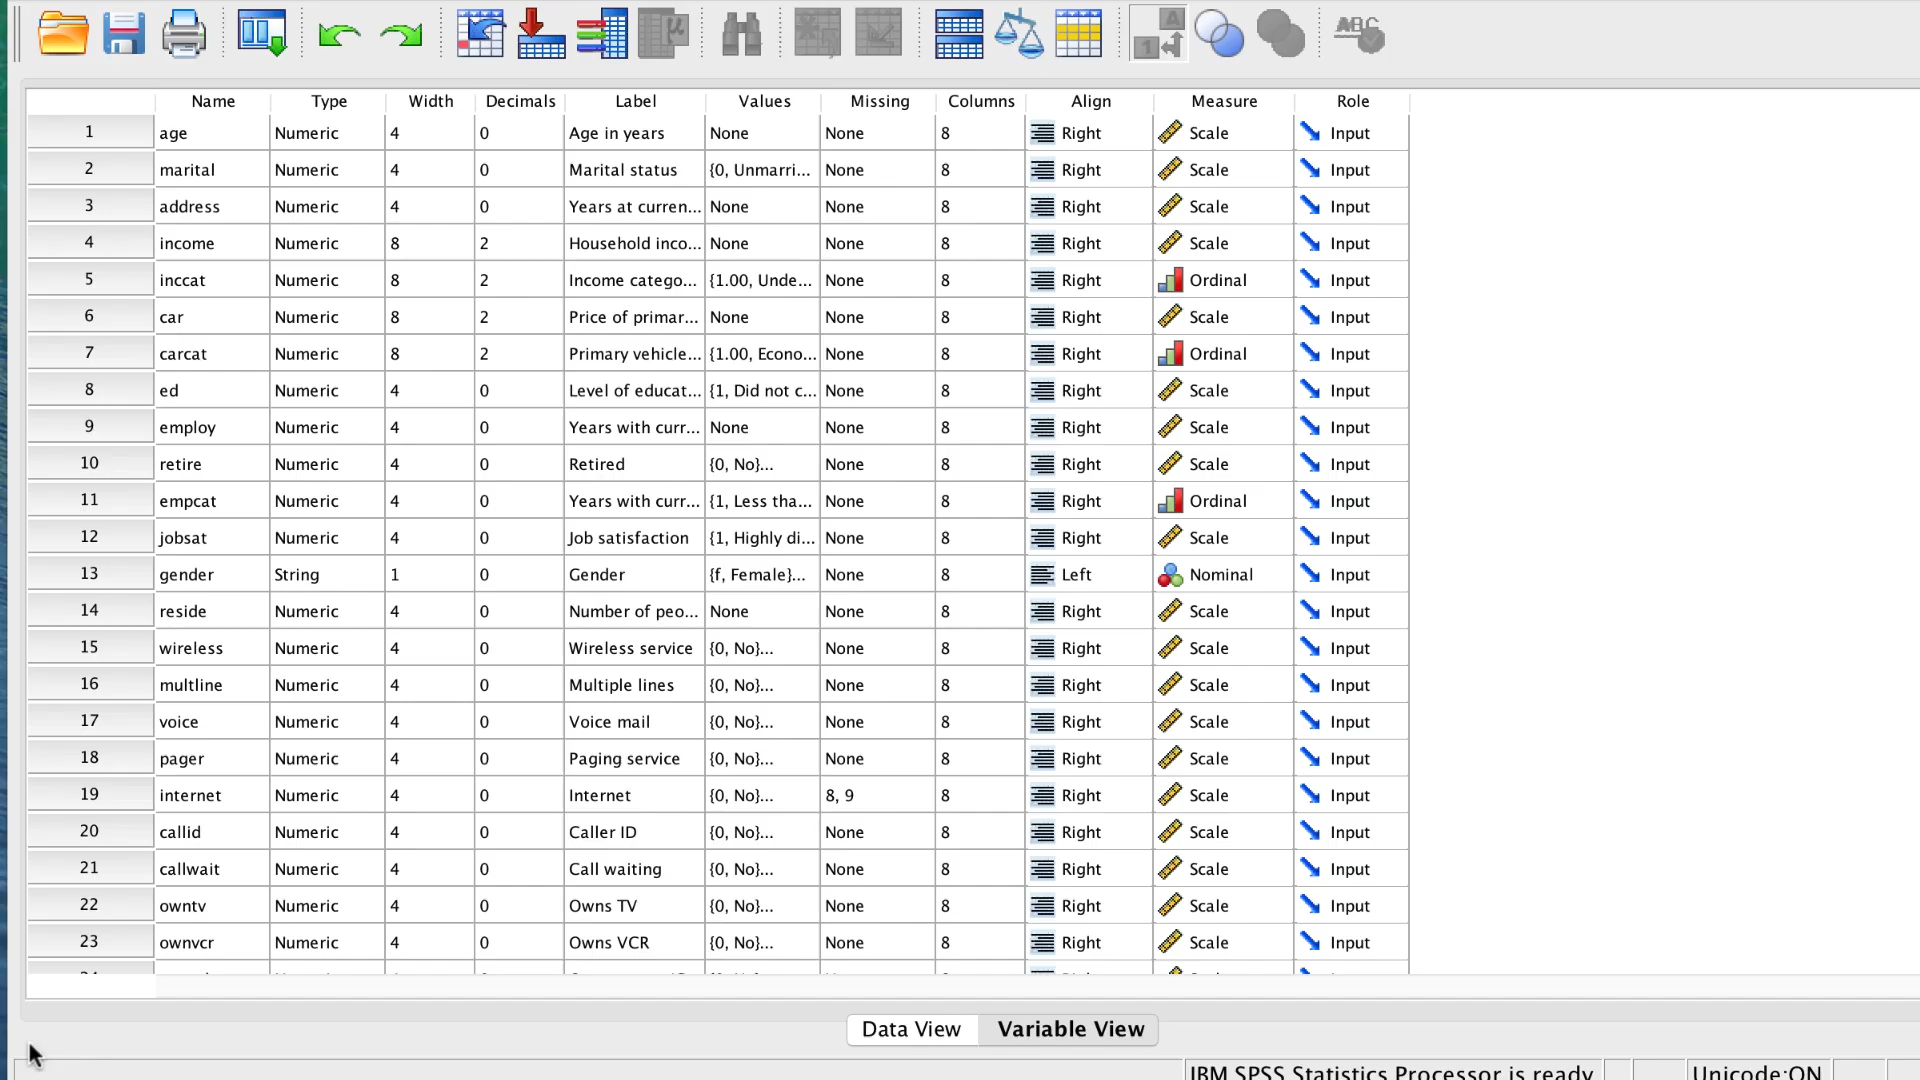 A
1
ABC
Name Type Width Decimals Label Values Missing Columns Align Measure Role
1 age Numeric 4 0 Age in years None None 8 Right Scale Input
2 marital Numeric 4 0 Marital status {0, Unmarri... None 8 Right Scale Input
3 address Numeric 4 0 Years at curren... None None 8 Right Scale Input
4 income Numeric 8 2 Household inco... None None 8 Right Scale Input
5 inccat Numeric 8 2 Income catego... {1.00, Unde... None 8 Right Ordinal Input
6 car Numeric 8 2 Price of primar... None None 8 Right Scale Input
7 carcat Numeric 8 2 Primary vehicle... {1.00, Econo... None 8 Right Ordinal Input
8 ed Numeric 4 0 Level of educat... {1, Did not c... None 8 Right Scale Input
9 employ Numeric 4 0 Years with curr... None None 8 Right Scale Input
10 retire Numeric 4 0 Retired {0, No}... None 8 Right Scale Input
11 empcat Numeric 4 0 Years with curr... {1, Less tha... None 8 Right Ordinal Input
12 jobsat Numeric 4 0 Job satisfaction {1, Highly di... None 8 Right Scale Input
13 gender String 1 0 Gender {f, Female}... None 8 Left Nominal Input
14 reside Numeric 4 0 Number of peo... None None 8 Right Scale Input
15 wireless Numeric 4 0 Wireless service {0, No}... None 8 Right Scale Input
16 multline Numeric 4 0 Multiple lines {0, No}... None 8 Right Scale Input
17 voice Numeric 4 0 Voice mail {0, No}... None 8 Right Scale Input
18 pager Numeric 4 0 Paging service {0, No}... None 8 Right Scale Input
19 internet Numeric 4 0 Internet {0, No}... 8, 9 8 Right Scale Input
20 callid Numeric 4 0 Caller ID {0, No}... None 8 Right Scale Input
21 callwait Numeric 4 0 Call waiting {0, No}... None 8 Right Scale Input
22 owntv Numeric 4 0 Owns TV {0, No}... None 8 Right Scale Input
23 ownvcr Numeric 4 0 Owns VCR {0, No}... None 8 Right Scale Input
Data View Variable View
IBM SPSS Statistics Processor is ready Unicode:ON